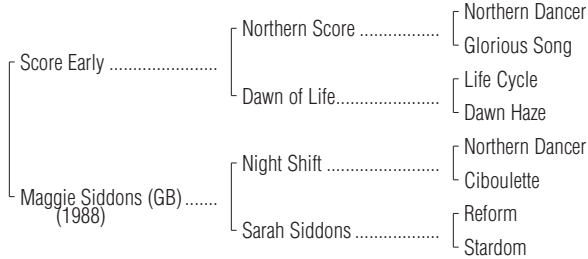 Northern Dancer
Northern Score ..................
Glorious Song
Score Early ........................
Life Cycle
Dawn of Life.......................
Dawn Haze
Northern Dancer
Night Shift .........................
Ciboulette
Maggie Siddons (GB) .......
(1988)
Reform
Sarah Siddons ...................
Stardom